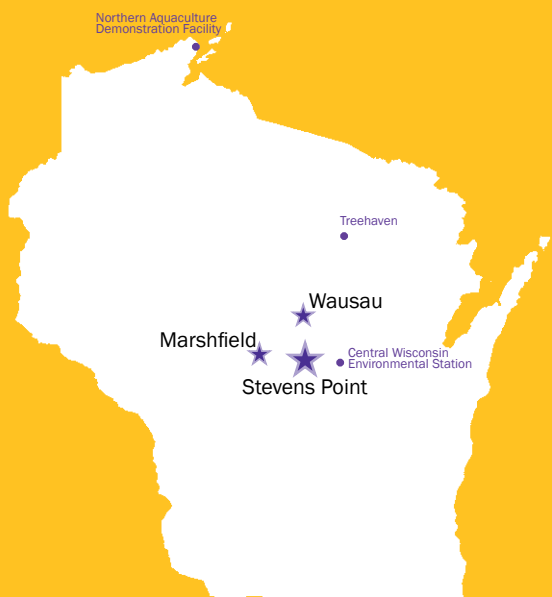 Northern Aquaculture
Demonstration Facility
Treehaven
Wausau
Marshfield
Central Wisconsin
Environmental Station
Stevens Point